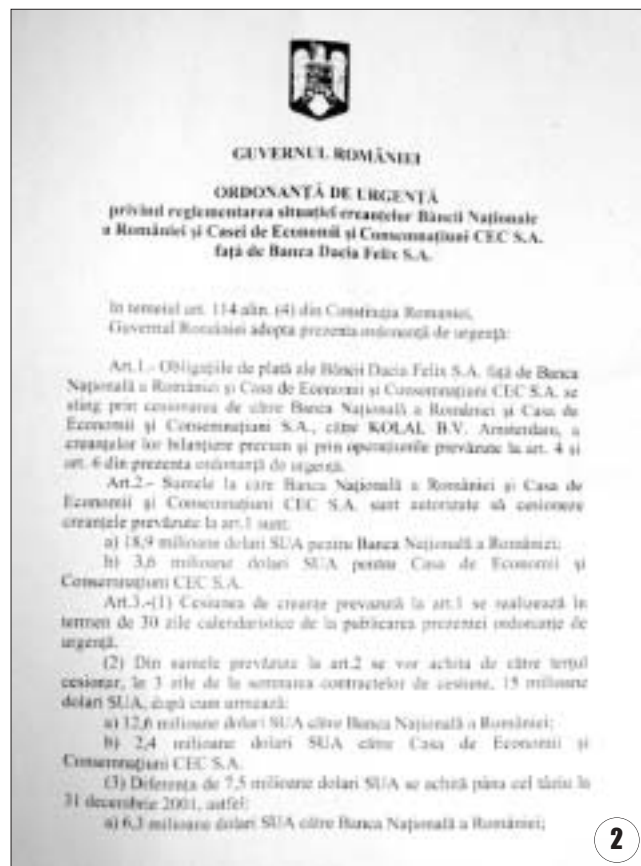 GUVERNUL ROMÂNIEI
ORDONANȚĂ DE URGENȚĂ
privind reglementarea situației creanțelor Băncii Naționale
a României și Casei de Economii și Consemnațiuni CEC S.A.
față de Banca Dacia Felix S.A.
În temeiul art. 114 alin. (4) din Constituția României,
Guvernul României adopta prezenta ordonanță de urgență:
Art.1.- Obligațiile de plată ale Băncii Dacia Felix S.A. față de Banca
Națională a României și Casa de Economii și Consemnațiuni CEC S.A. se
sting prin cesionarea de către Banca Națională a României și Casa de
Economii și Consemnațiuni S.A., către KOLAL B.V. Amsterdam, a
creanțelor lor bilanțiere precum și prin operațiunile prevăzute la art. 4 și
art. 6 din prezenta ordonanță de urgență.
Art.2.- Sumele la care Banca Națională a României și Casa de
Economii și Consemnațiuni CEC S.A. sunt autorizate să cesioneze
creanțele prevăzute la art.1 sunt:
a) 18,9 milioane dolari SUA pentru Banca Națională a României;
b) 3,6 milioane dolari SUA pentru Casa de Economii și
Consemnațiuni CEC S.A.
Art.3.-(1) Cesiunea de creanțe prevăzută la art.1 se realizează în
termen de 30 zile calendaristice de la publicarea prezentei ordonanțe de
urgență.
(2) Din sumele prevăzute la art.2 se vor achita de către terțul
cesionar, în 3 zile de la semnarea contractelor de cesiune, 15 milioane
dolari SUA, după cum urmează:
a) 12,6 milioane dolari SUA către Banca Națională a României;
b) 2,4 milioane dolari SUA către Casa de Economii și
Consemnațiuni CEC S.A.
(3) Diferența de 7,5 milioane dolari SUA se achită până cel târziu la
31 decembrie 2001, astfel:
a) 6,3 milioane dolari SUA către Banca Națională a României;
2